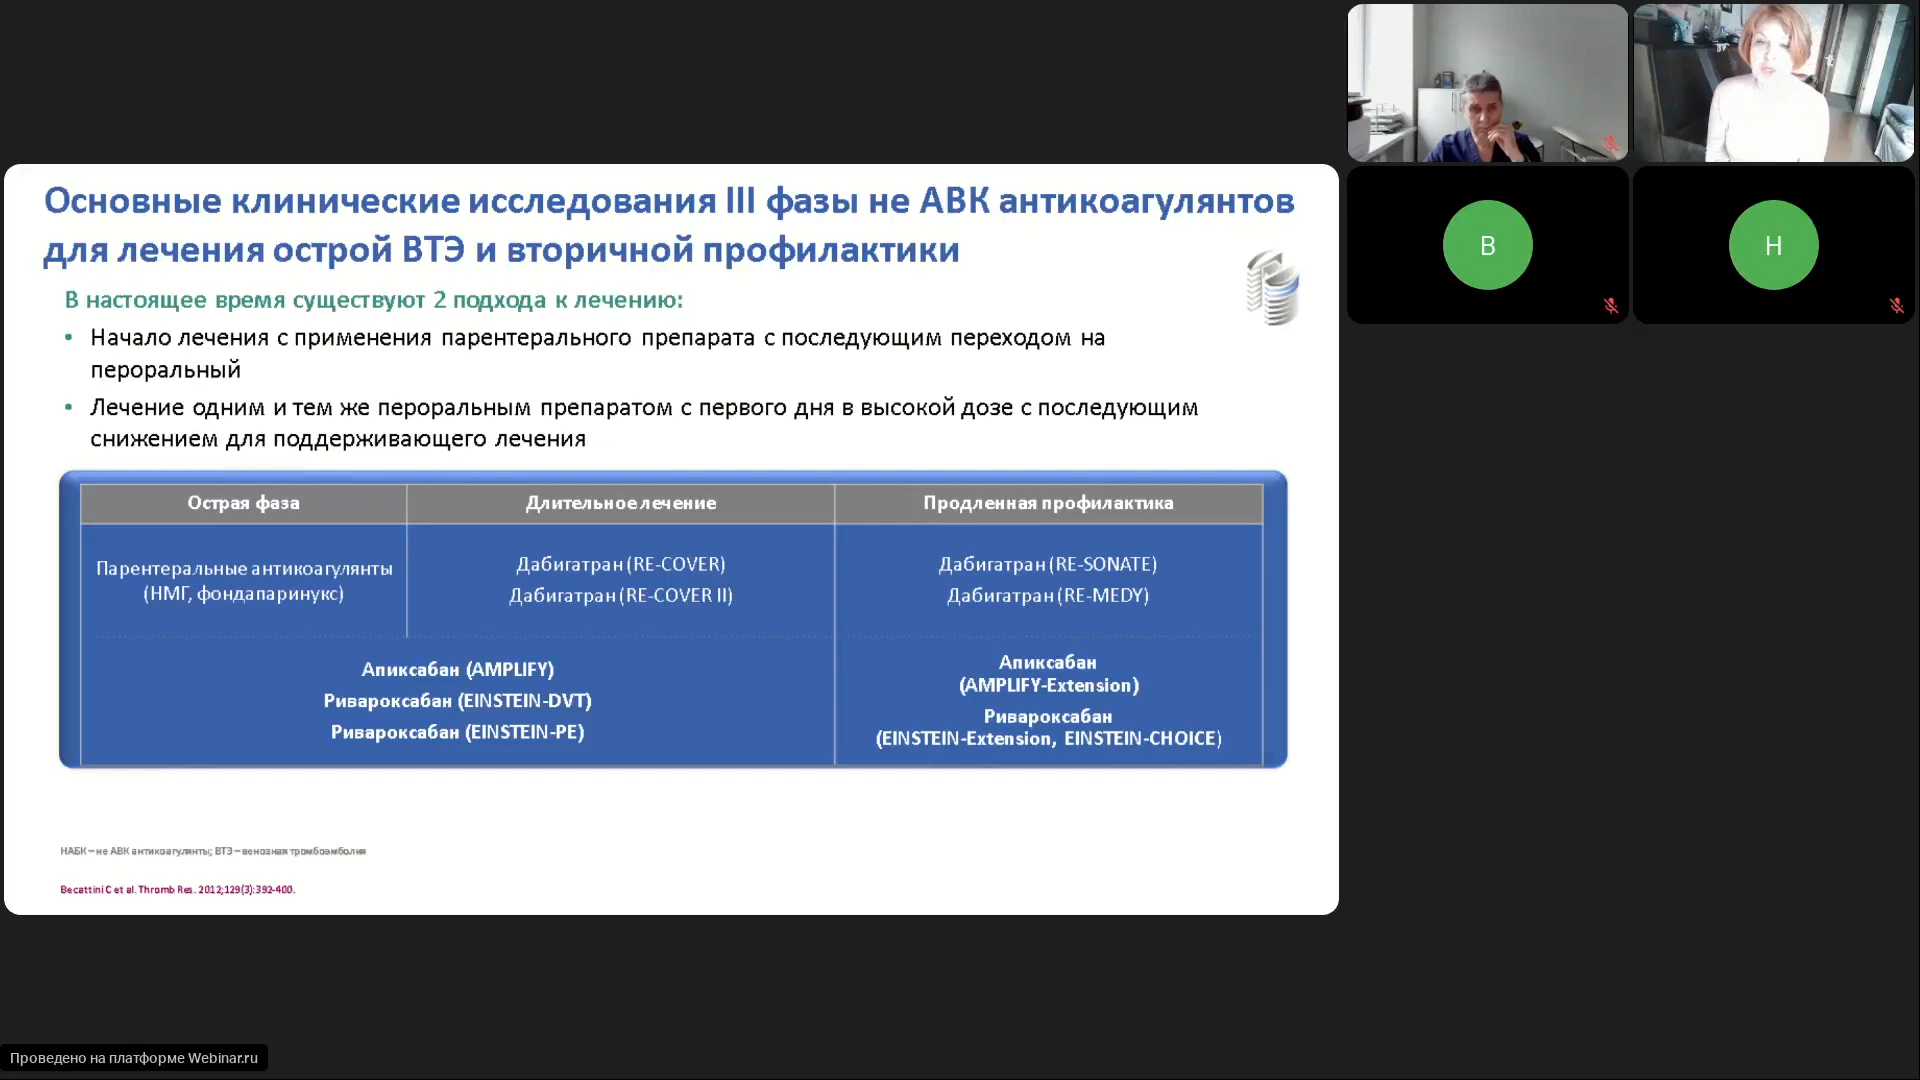 Основные клинические исследования III фазы не АВК антикоагулянтов
для лечения острой ВТЭ и вторичной профилактики
В настоящее время существуют 2 подхода к лечению:
• Начало лечения с применения парентерального препарата с последующим переходом на
пероральный
• Лечение одним и тем же пероральным препаратом с первого дня в высокой дозе с последующим
снижением для поддерживающего лечения
Острая фаза
Длительное лечение
Продленная профилактика
Парентеральные антикоагулянты
(НМГ, фондапаринукс)
Дабигатран (RE-COVER)
Дабигатран (RE-COVER II)
Дабигатран (RE-SONATE)
Дабигатран (RE-MEDY)
Апиксабан (AMPLIFY)
Ривароксабан (EINSTEIN-DVT)
Ривароксабан (EINSTEIN-PE)
Апиксабан
(AMPLIFY-Extension)
Ривароксабан
(EINSTEIN-Extension, EINSTEIN-CHOICE)
НАБК – не АВК антикоагулянты; ВТЭ – венозная тромбоэмболия
Becattini C et al. Thromb Res. 2012;129(3):392-400.
В
Н
Проведено на платформе Webinar.ru